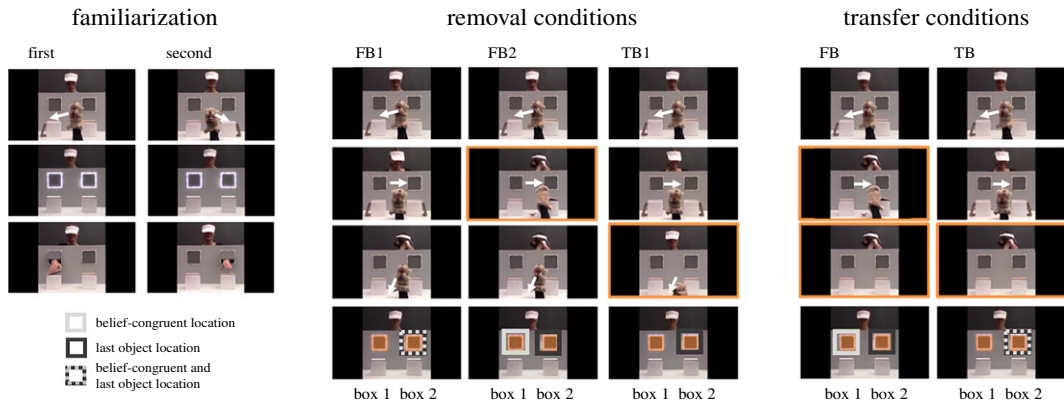 familiarization
removal conditions
transfer conditions
first
second
FB1
FB2
TB1
FB
TB
belief-congruent location
last object location
belief-congruent and
last object location
box 1 box 2
box 1 box 2
box 1 box 2
box 1 box 2
box 1 box 2